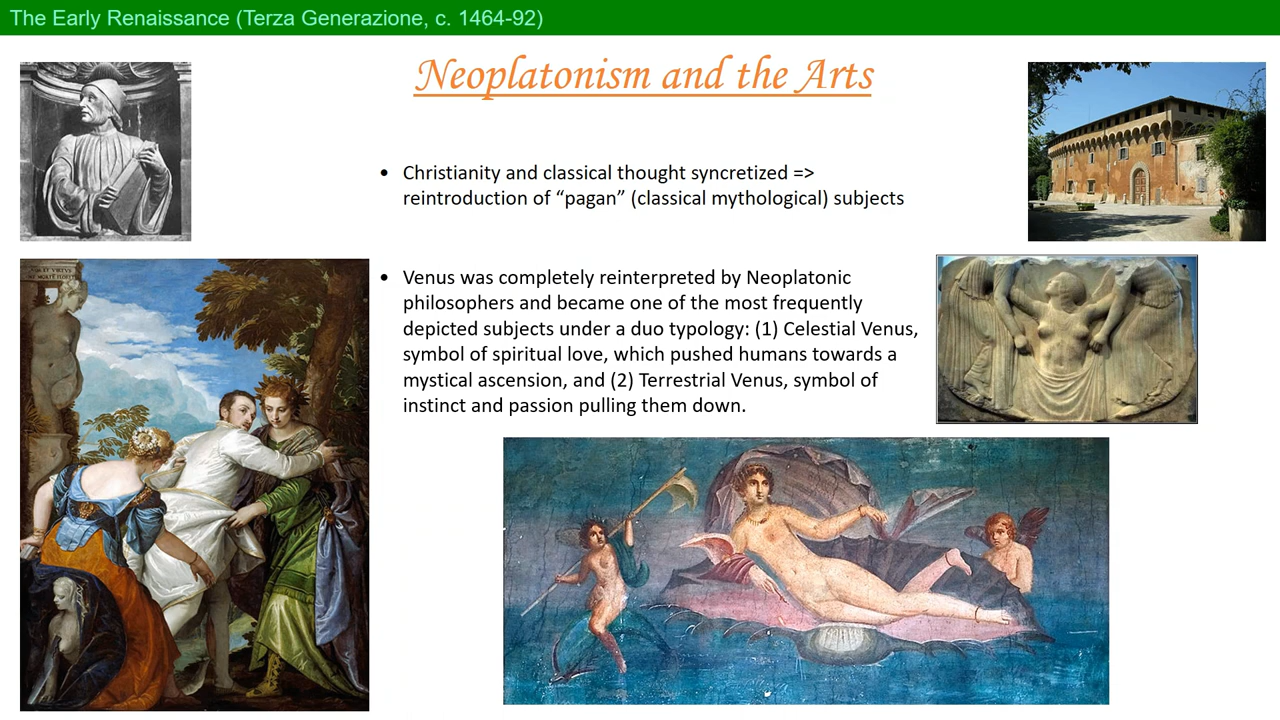 The Early Renaissance (Terza Generazione, c. 1464-92)
Neoplatonism and the Arts
• Christianity and classical thought syncretized =>
reintroduction of “pagan” (classical mythological) subjects
• Venus was completely reinterpreted by Neoplatonic
philosophers and became one of the most frequently
depicted subjects under a duo typology: (1) Celestial Venus,
symbol of spiritual love, which pushed humans towards a
mystical ascension, and (2) Terrestrial Venus, symbol of
instinct and passion pulling them down.